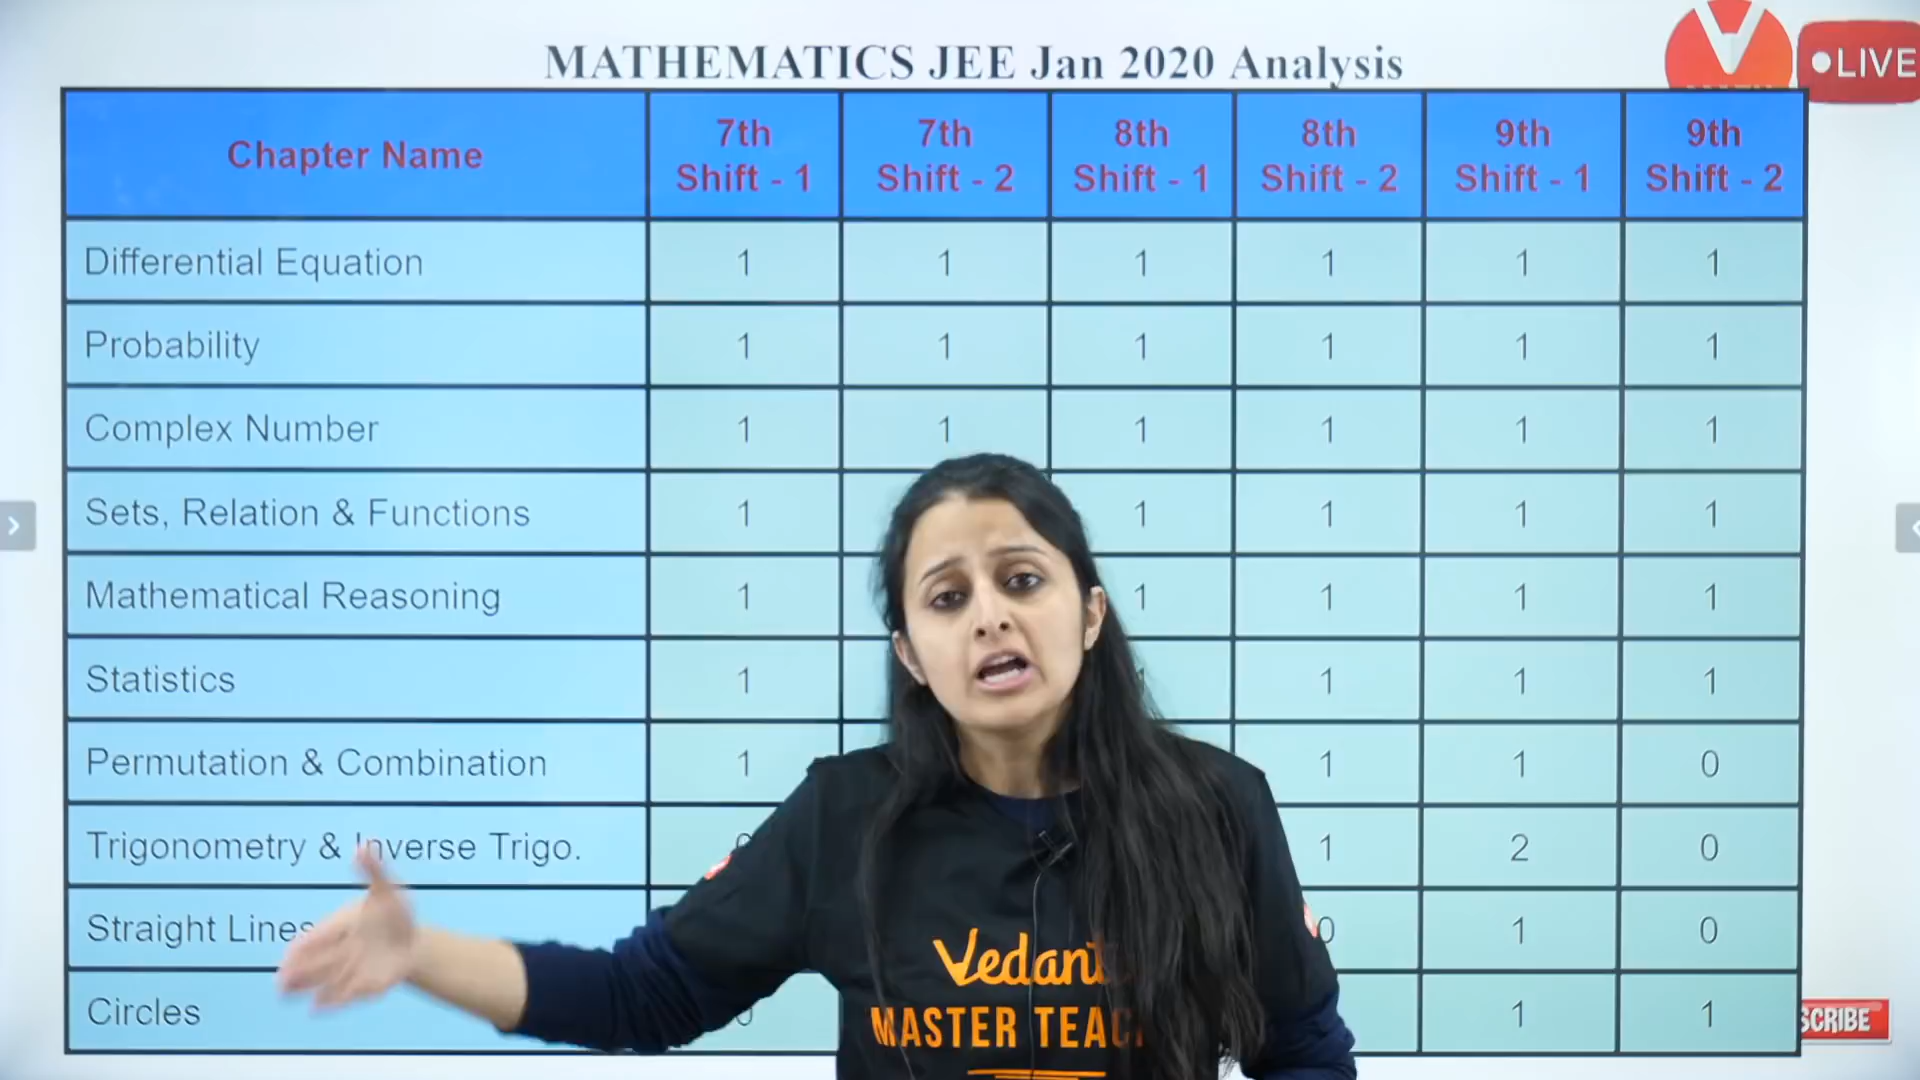 MATHEMATICS JEE Jan 2020 Analysis
LIVE
Chapter Name 7th Shift - 1 7th Shift - 2 8th Shift - 1 8th Shift - 2 9th Shift - 1 9th Shift - 2
Differential Equation 1 1 1 1 1 1
Probability 1 1 1 1 1 1
Complex Number 1 1 1 1 1 1
Sets, Relation & Functions 1 1 1 1 1
Mathematical Reasoning 1 1 1 1 1
Statistics 1 1 1 1 1
Permutation & Combination 1 1 1 0
Trigonometry & Inverse Trigo. 0 1 2 0
Straight Lines 0 1 0
Circles 0 1 1
Vedant
MASTER TEAC
SCRIBE